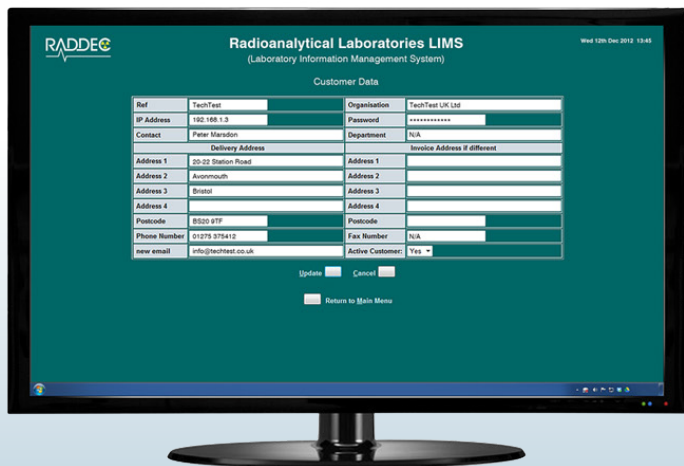 RADDEC
Radioanalytical Laboratories LIMS
(Laboratory Information Management System)
Wed 12th Dec 2012 13:45
Customer Data
Ref TechTest Organisation TechTest UK Ltd
IP Address 192.168.1.3 Password ************
Contact Peter Marsdon Department N/A
Delivery Address Invoice Address if different
Address 1 20-22 Station Road Address 1
Address 2 Avonmouth Address 2
Address 3 Bristol Address 3
Address 4 Address 4
Postcode BS20 9TF Postcode
Phone Number 01275 375412 Fax Number N/A
new email info@techtest.co.uk Active Customer: Yes
Update Cancel
Return to Main Menu